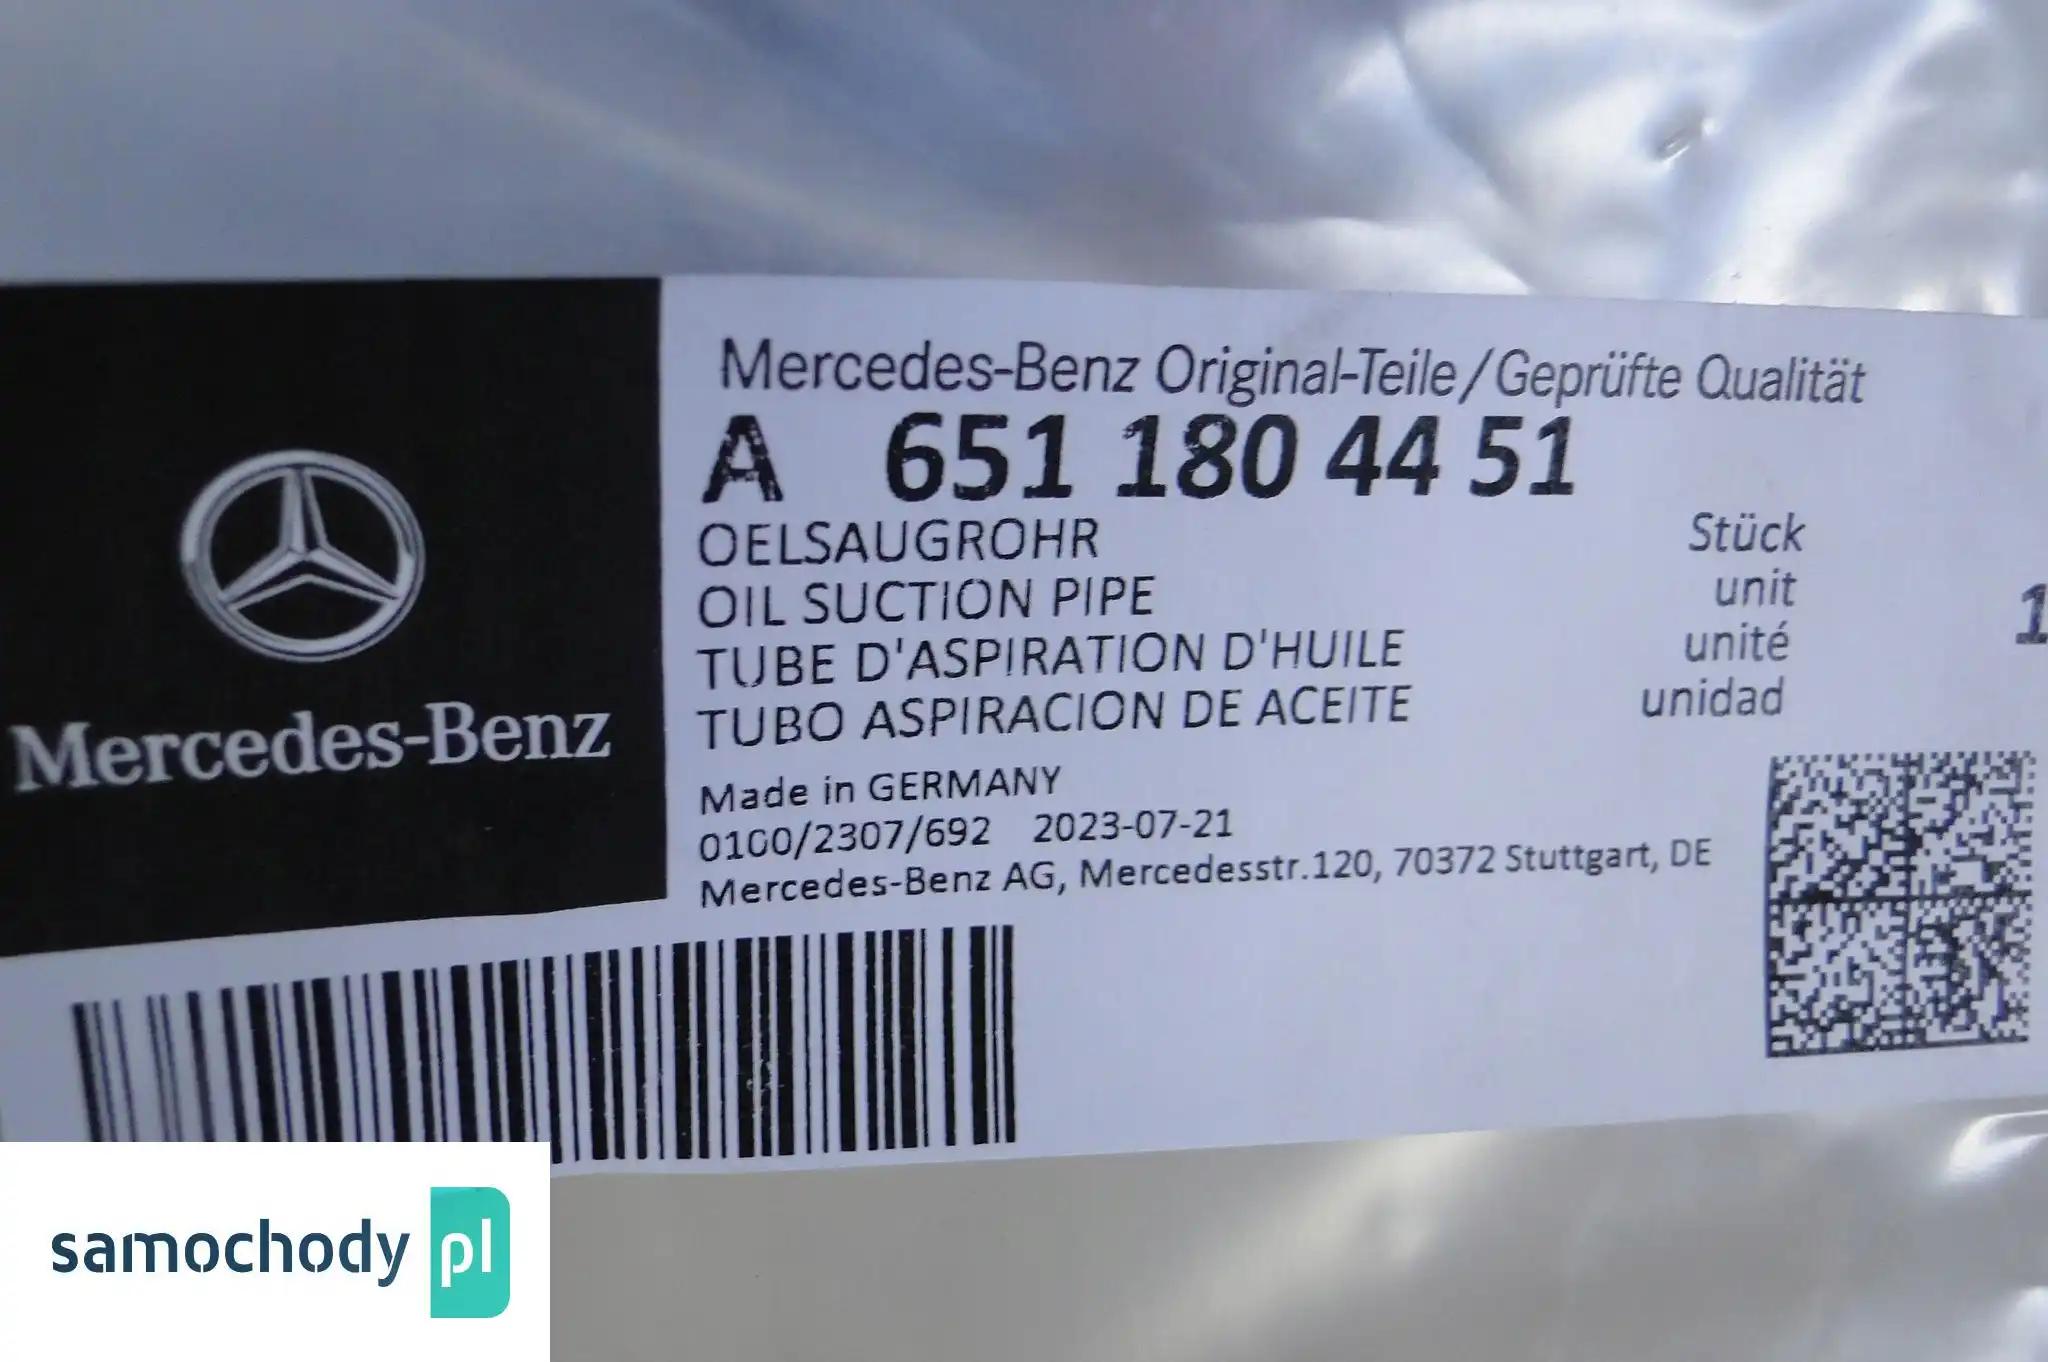 Mercedes-Benz
Mercedes-Benz Original-Teile/Geprüfte Qualität
A 651 180 44 51
OELSAUGROHR
OIL SUCTION PIPE
TUBE D'ASPIRATION D'HUILE
TUBO ASPIRACION DE ACEITE
Stück
unit
unité
unidad
1
Made in GERMANY
0100/2307/692 2023-07-21
Mercedes-Benz AG, Mercedesstr.120, 70372 Stuttgart, DE
samochody pl